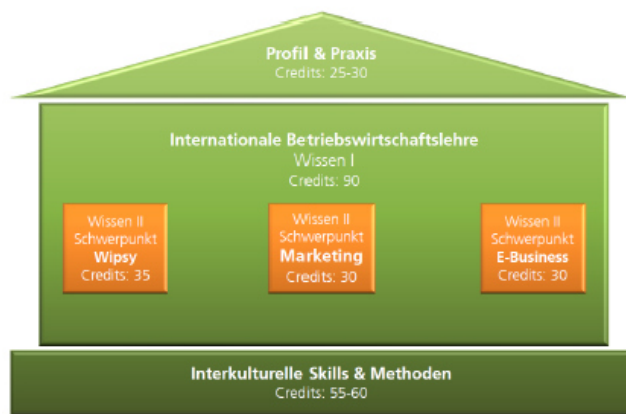 Profil & Praxis
Credits: 25-30
Internationale Betriebswirtschaftslehre
Wissen I
Credits: 90
Wissen II
Schwerpunkt
Wipsy
Credits: 35
Wissen II
Schwerpunkt
Marketing
Credits: 30
Wissen II
Schwerpunkt
E-Business
Credits: 30
Interkulturelle Skills & Methoden
Credits: 55-60